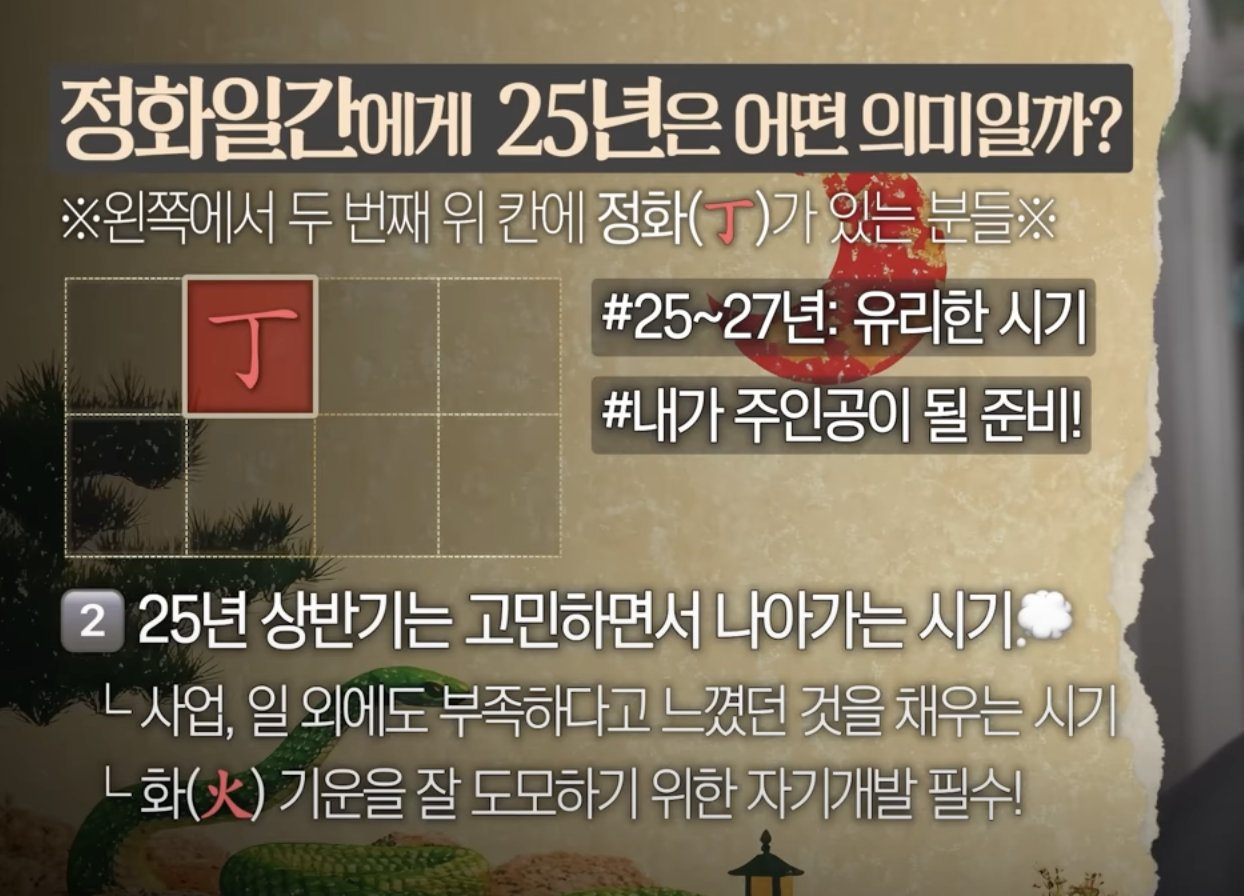 정화일간에게 25년은 어떤 의미일까?
※왼쪽에서 두 번째 위 칸에 정화(丁)가 있는 분들※
丁
#25~27년: 유리한 시기
#내가 주인공이 될 준비!
2 25년 상반기는 고민하면서 나아가는 시기
└ 사업, 일 외에도 부족하다고 느꼈던 것을 채우는 시기
└ 화(火) 기운을 잘 도모하기 위한 자기개발 필수!